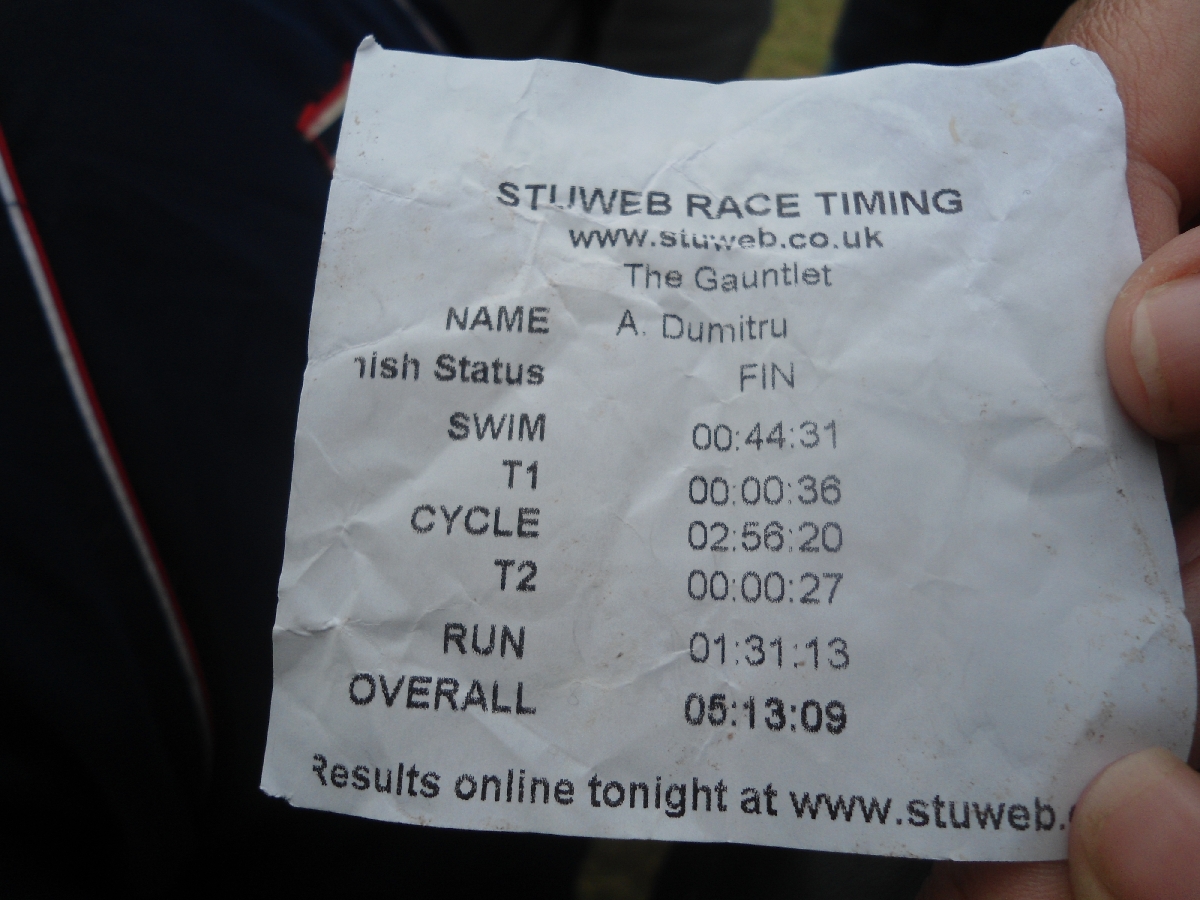 STUWEB RACE TIMING
www.stuweb.co.uk
The Gauntlet
NAME A. Dumitru
nish Status FIN
SWIM 00:44:31
T1 00:00:36
CYCLE 02:56:20
T2 00:00:27
RUN 01:31:13
OVERALL 05:13:09
Results online tonight at www.stuweb.